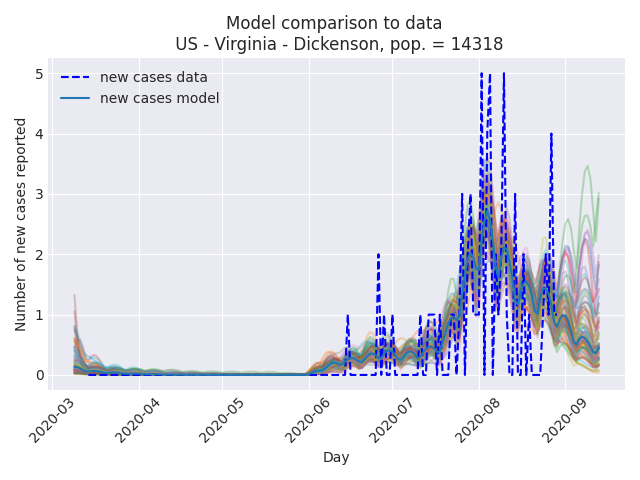 Model comparison to data
US - Virginia - Dickenson, pop. = 14318
new cases data
new cases model
Number of new cases reported
5
4
3
2
1
0
2020-03
2020-04
2020-05
2020-06
2020-07
2020-08
2020-09
Day